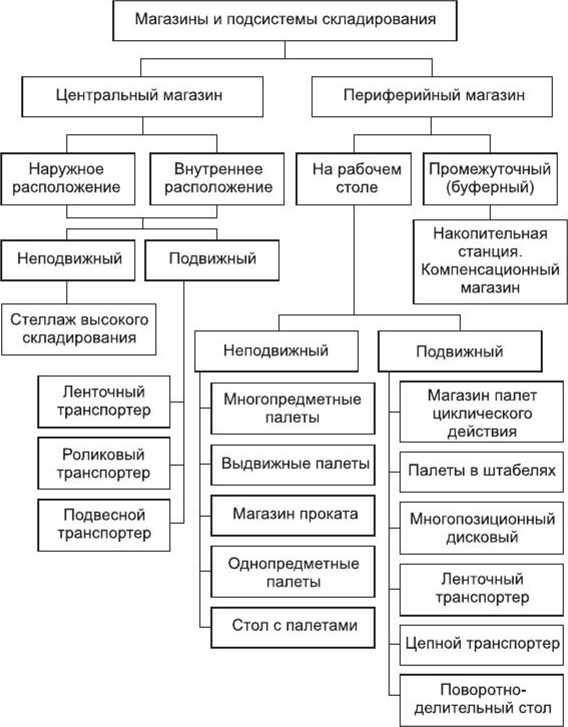 Магазины и подсистемы складирования
Центральный магазин
Периферийный магазин
Наружное
расположение
Внутреннее
расположение
На рабочем
столе
Промежуточный
(буферный)
Неподвижный
Подвижный
Накопительная
станция.
Компенсационный
магазин
Стеллаж высокого
складирования
Ленточный
транспортер
Роликовый
транспортер
Подвесной
транспортер
Неподвижный
Многопредметные
палеты
Выдвижные палеты
Магазин проката
Однопредметные
палеты
Стол с палетами
Подвижный
Магазин палет
циклического
действия
Палеты в штабелях
Многопозиционный
дисковый
Ленточный
транспортер
Цепной транспортер
Поворотно-
делительный стол